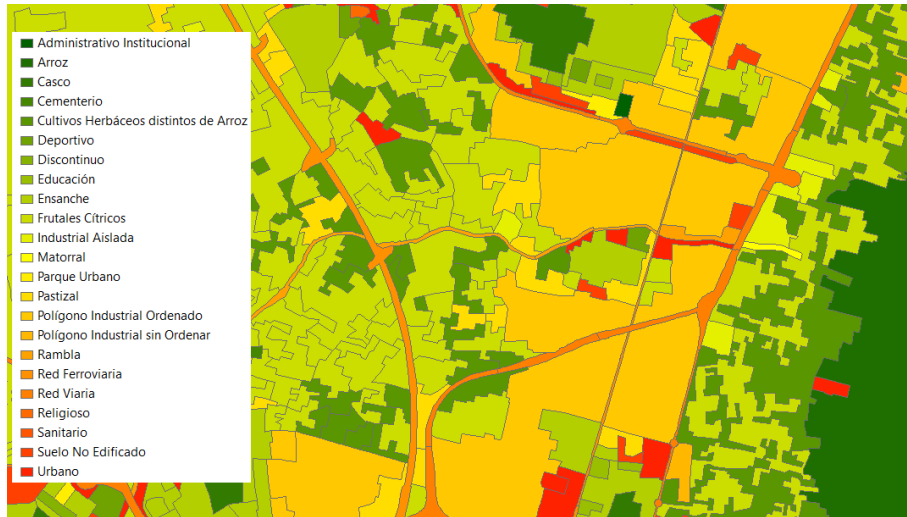 Administrativo Institucional
Arroz
Casco
Cementerio
Cultivos Herbáceos distintos de Arroz
Deportivo
Discontinuo
Educación
Ensanche
Frutales Cítricos
Industrial Aislada
Matorral
Parque Urbano
Pastizal
Polígono Industrial Ordenado
Polígono Industrial sin Ordenar
Rambla
Red Ferroviaria
Red Viaria
Religioso
Sanitario
Suelo No Edificado
Urbano